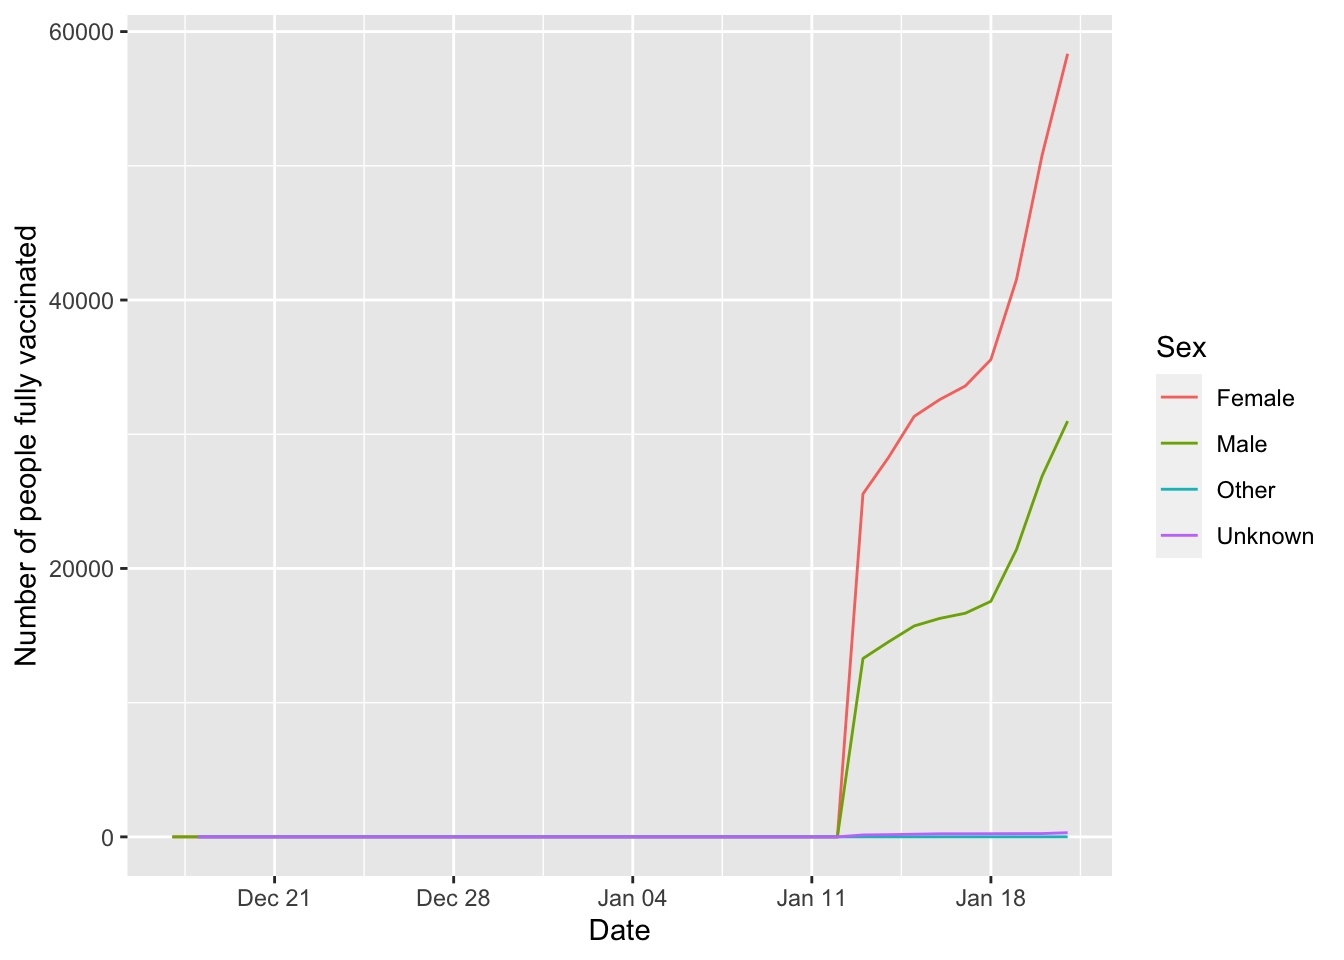 60000
40000
20000
0
Number of people fully vaccinated
Dec 21
Dec 28
Jan 04
Jan 11
Jan 18
Date
Sex
Female
Male
Other
Unknown